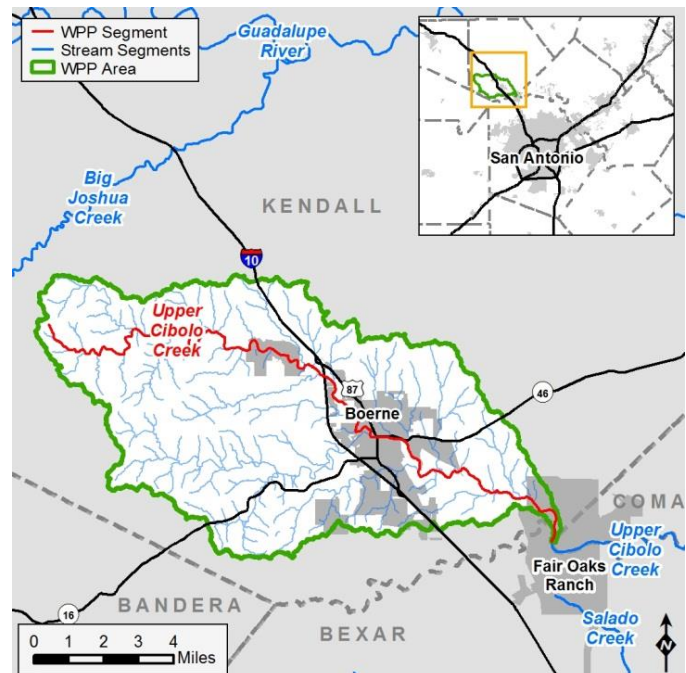 WPP Segment
Stream Segments
WPP Area
Guadalupe
River
San Antonio
Big
Joshua
Creek
KENDALL
10
Upper
Cibolo
Creek
87
46
Boerne
COMA
Upper
Cibolo
Creek
Fair Oaks
Ranch
BANDERA
16
BEXAR
Salado
Creek
0 1 2 3 4
Miles
N